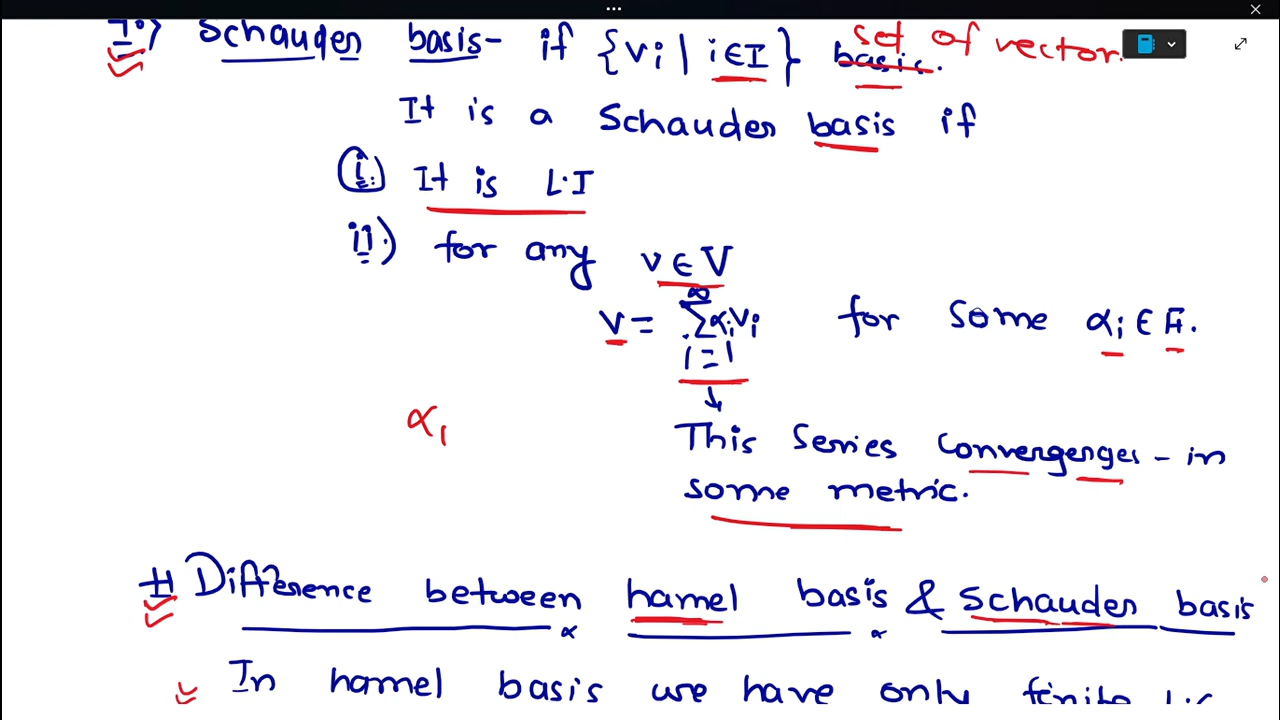 Schauder basis- if {vi | i∈I} basis. set of vector.
It is a Schauder basis if
i. It is L.I
ii) for any v∈V
v = ∞∑i=1 αivi for some αi∈F.
↓
α1 This series convergenges - in
some metric.
# Difference between hamel basis & Schauder basis
In hamel basis we have only finite